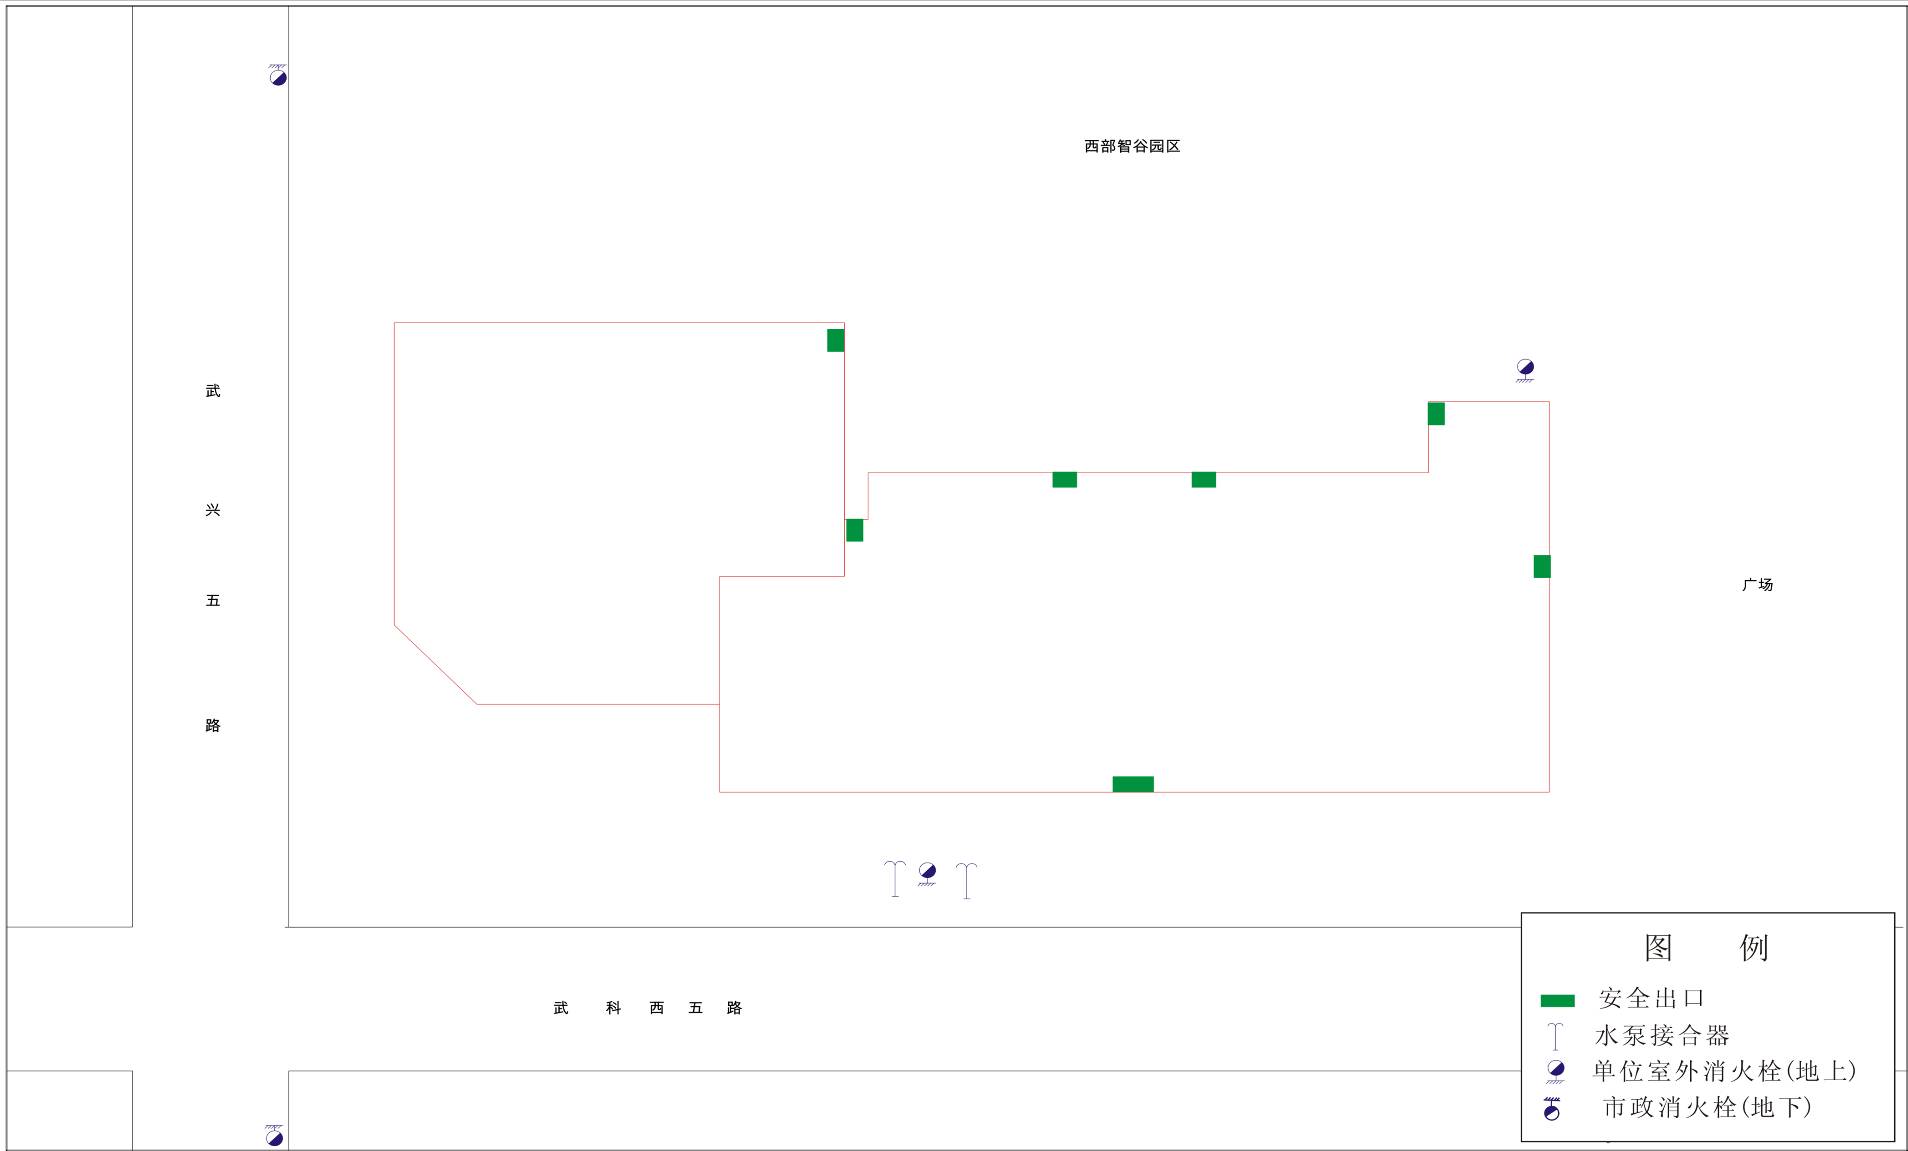 西部智谷园区
武
兴
五
路
广场
武 科 西 五 路
图 例
安全出口
水泵接合器
单位室外消火栓(地上)
市政消火栓(地下)